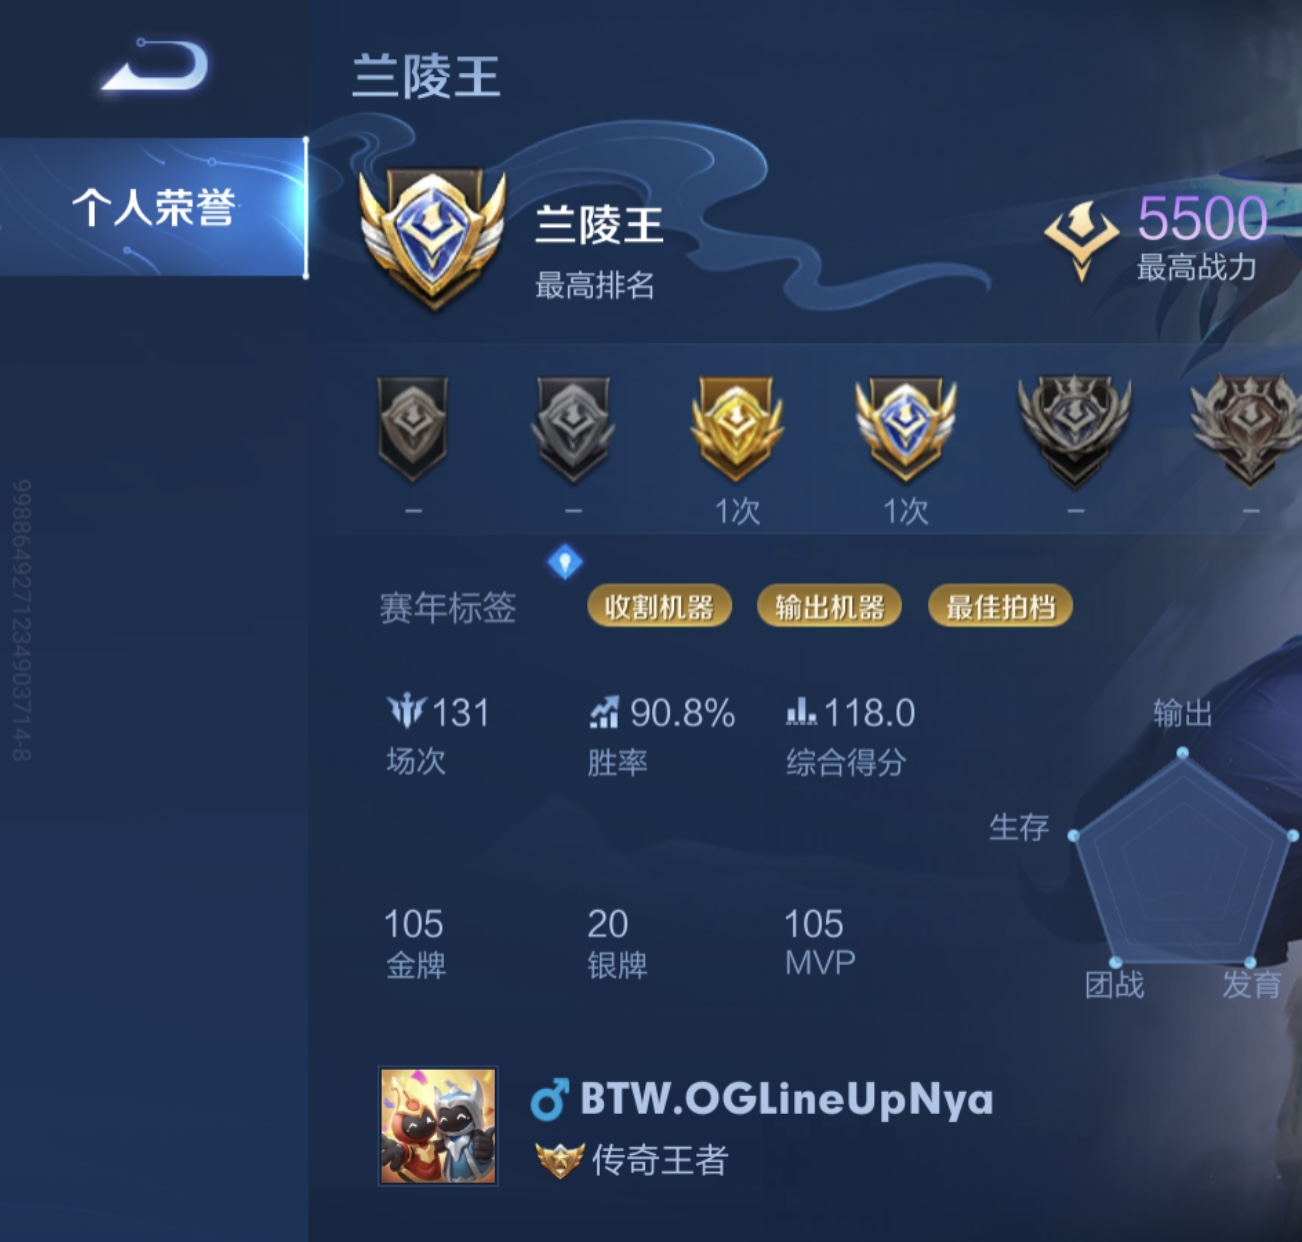 兰陵王
个人荣誉
兰陵王
最高排名
5500
最高战力
– – 1次 1次 – –
赛年标签 收割机器 输出机器 最佳拍档
131 90.8% 118.0
场次 胜率 综合得分
输出
生存
105 20 105
金牌 银牌 MVP
团战 发育
BTW.OGLineUpNya
传奇王者
99886492712349037​14-8